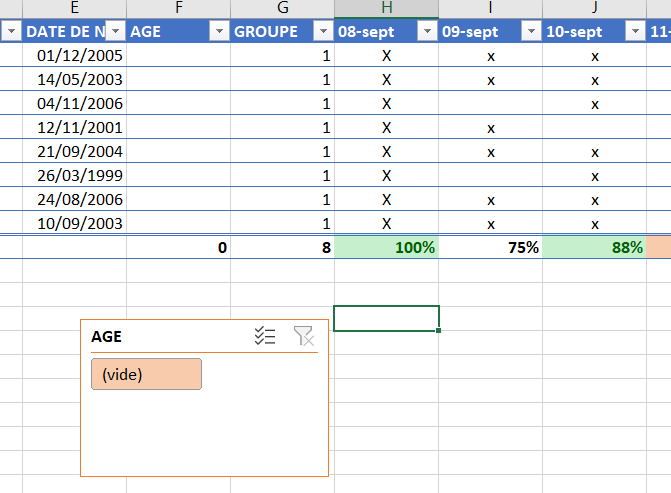 E F G H I J
DATE DE N AGE GROUPE 08-sept 09-sept 10-sept 11-
01/12/2005 1 X x x
14/05/2003 1 X x x
04/11/2006 1 X x
12/11/2001 1 X x
21/09/2004 1 X x x
26/03/1999 1 X x
24/08/2006 1 X x x
10/09/2003 1 X x x
0 8 100% 75% 88%
AGE
(vide)